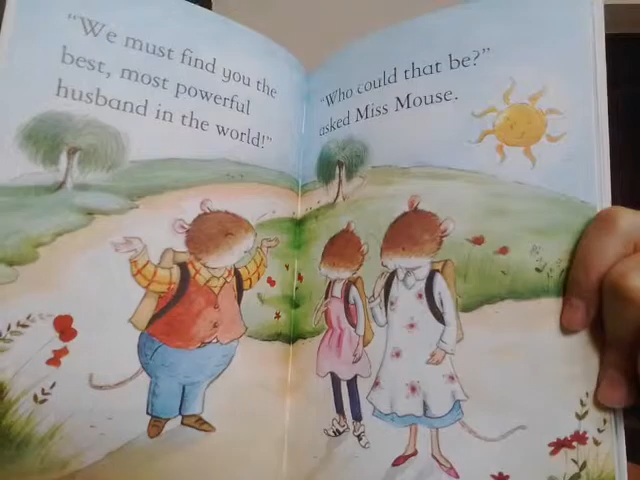 "We must find you the
best, most powerful
husband in the world!"
"Who could that be?"
asked Miss Mouse.